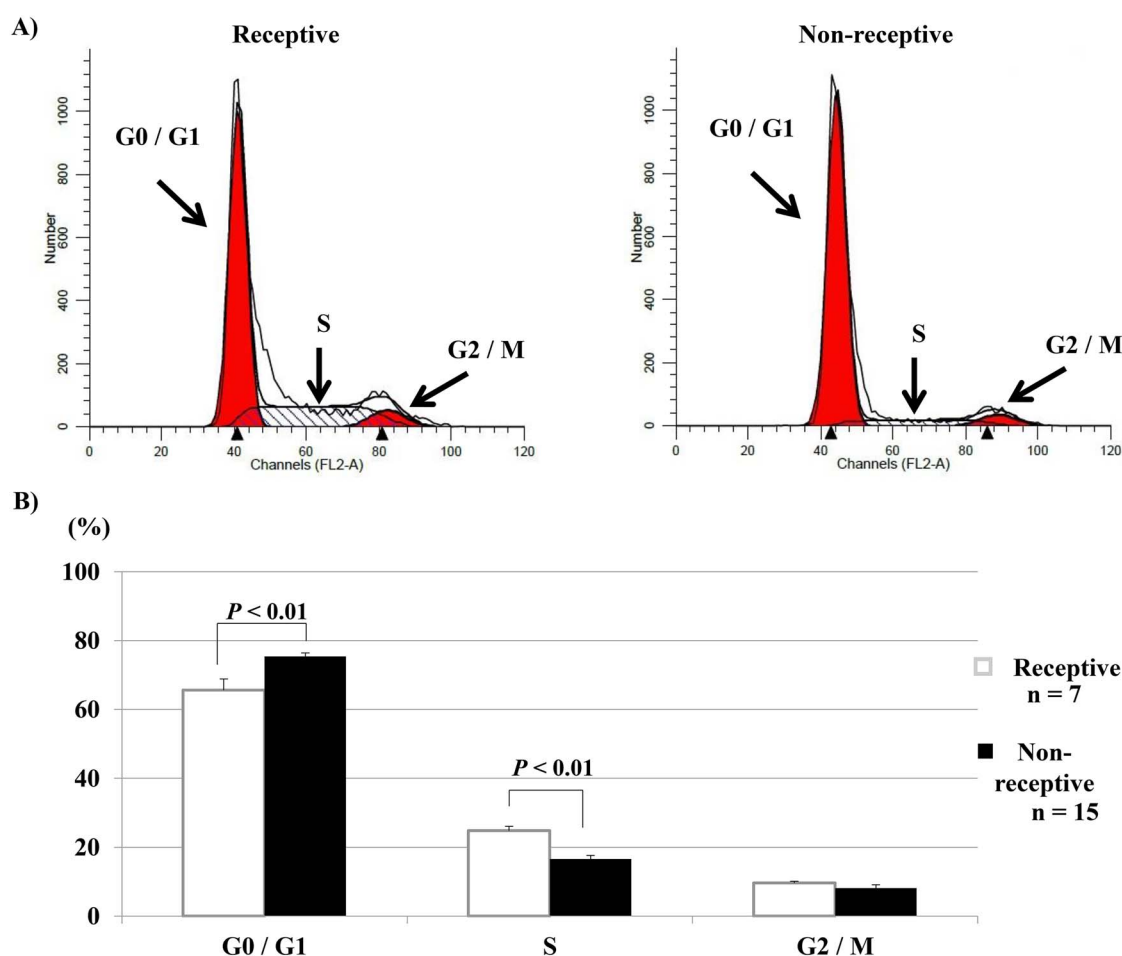 A)
Receptive
Non-receptive
Number
1000
800
600
400
200
0
G0 / G1
S
G2 / M
0 20 40 60 80 100 120
Channels (FL2-A)
Number
1000
800
600
400
200
0
G0 / G1
S
G2 / M
0 20 40 60 80 100 120
Channels (FL2-A)
B)
(%)
100
80
60
40
20
0
P < 0.01
P < 0.01
G0 / G1 S G2 / M
Receptive
n = 7
Non-
receptive
n = 15